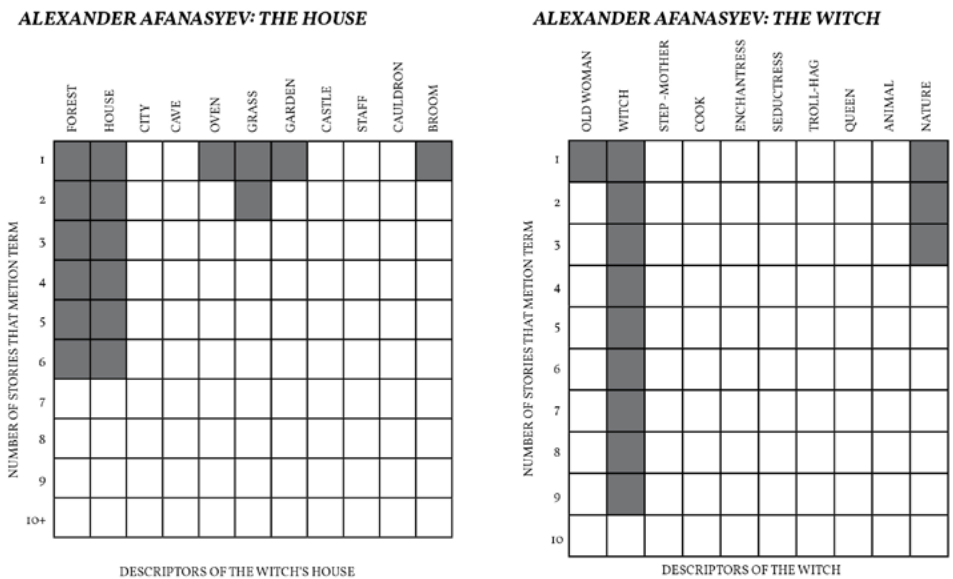 ALEXANDER AFANASYEV: THE HOUSE
FOREST
HOUSE
CITY
CAVE
OVEN
GRASS
GARDEN
CASTLE
STAFF
CAULDRON
BROOM
NUMBER OF STORIES THAT METION TERM
1
2
3
4
5
6
7
8
9
10+
DESCRIPTORS OF THE WITCH'S HOUSE
ALEXANDER AFANASYEV: THE WITCH
OLD WOMAN
WITCH
STEP-MOTHER
COOK
ENCHANTRESS
SEDUCTRESS
TROLL-HAG
QUEEN
ANIMAL
NATURE
NUMBER OF STORIES THAT METION TERM
1
2
3
4
5
6
7
8
9
10
DESCRIPTORS OF THE WITCH